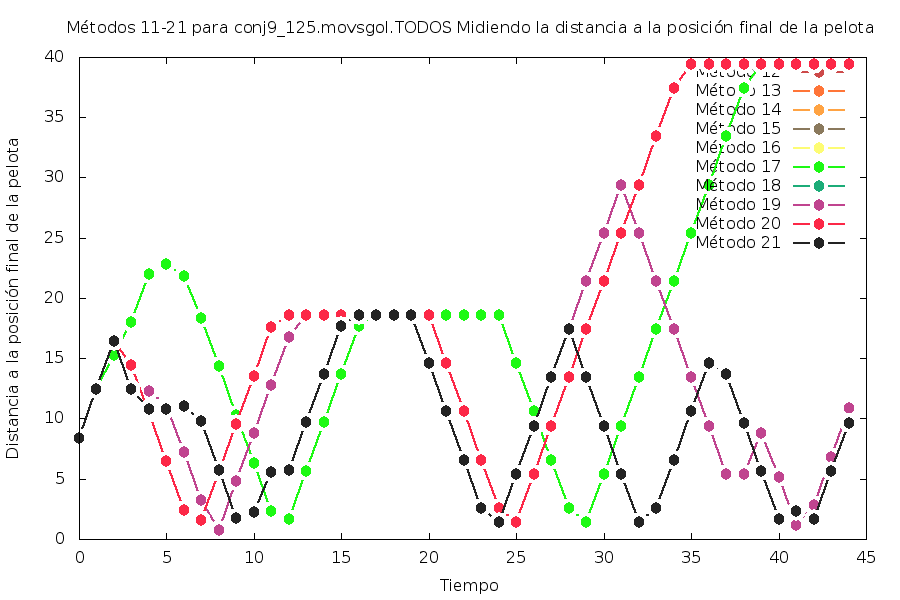 Métodos 11-21 para conj9_125.movsgol.TODOS Midiendo la distancia a la posición final de la pelota
Distancia a la posición final de la pelota
40
35
30
25
20
15
10
5
0
Método 12
Método 13
Método 14
Método 15
Método 16
Método 17
Método 18
Método 19
Método 20
Método 21
0 5 10 15 20 25 30 35 40 45
Tiempo